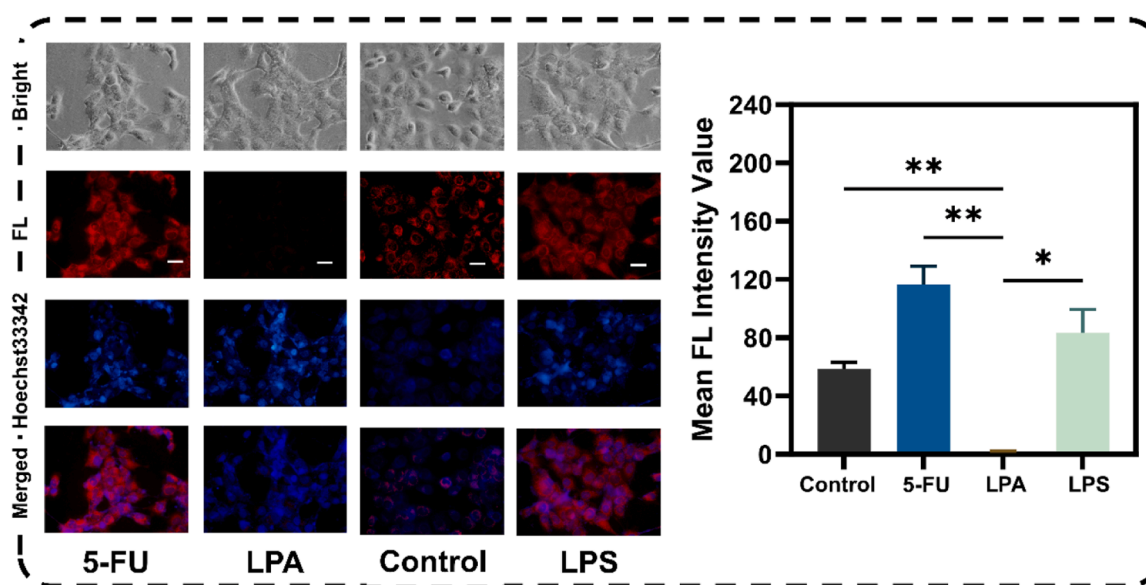 Bright
FL
Hoechst33342
Merged
5-FU LPA Control LPS
Mean FL Intensity Value
240
200
160
120
80
40
0
**
**
*
Control 5-FU LPA LPS